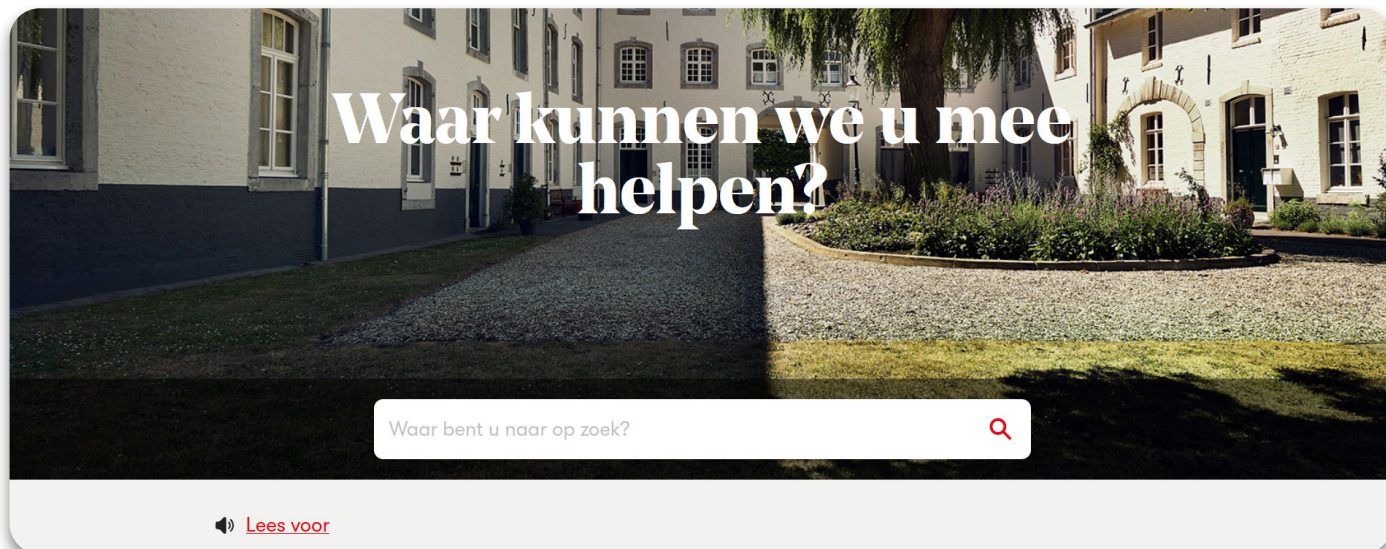 Waar kunnen we u mee
helpen?
Waar bent u naar op zoek?
Lees voor